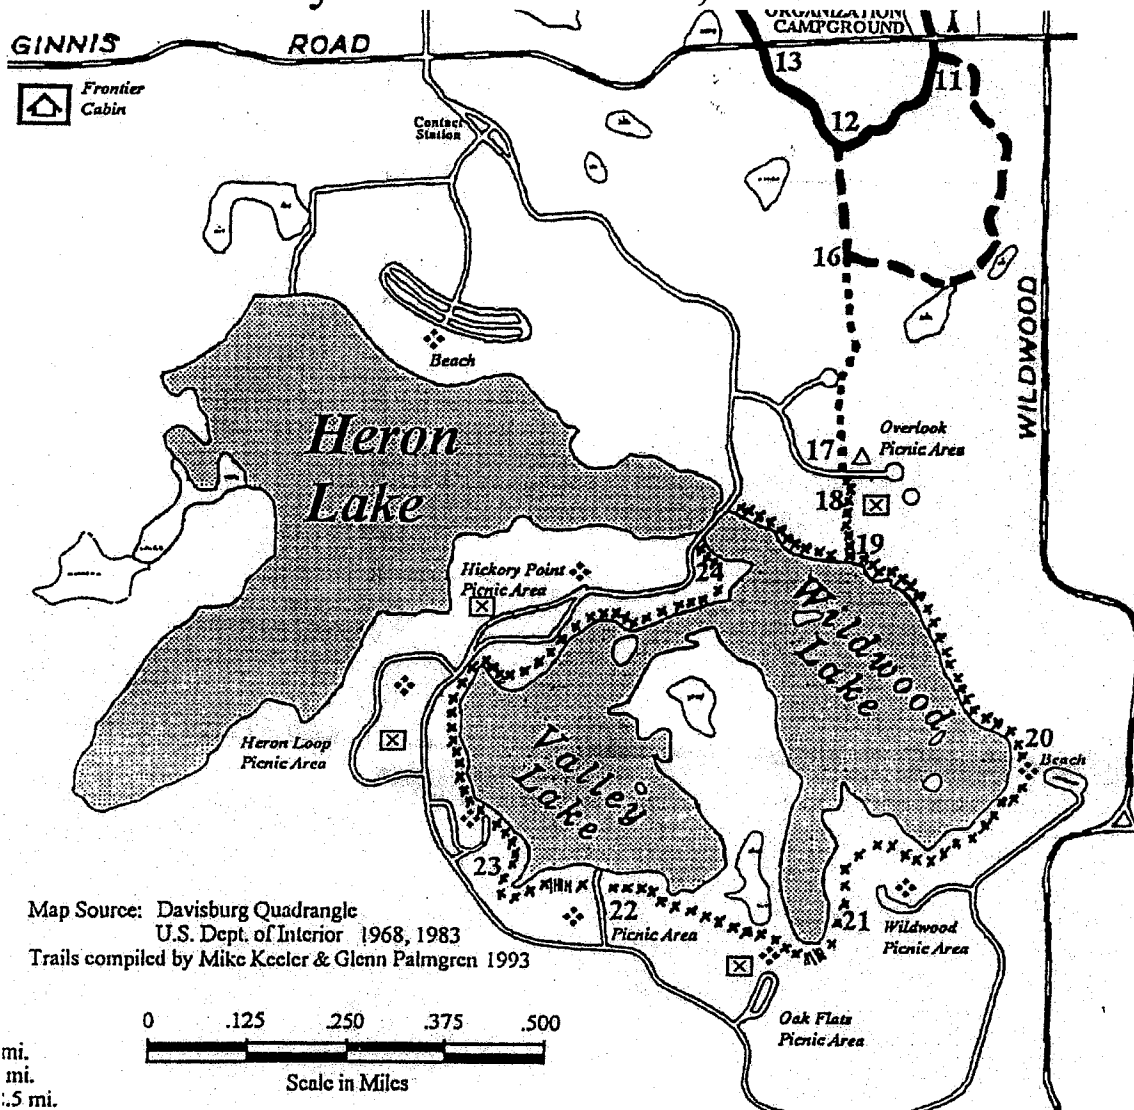 ORGANIZATION
CAMPGROUND
GINNIS ROAD
13
11
Frontier
Cabin
12
Contact
Station
16
WILDWOOD
Beach
Heron
Lake
Overlook
Picnic Area
17
18
19
Hickory Point
Picnic Area
24
Wildwood
Lake
20
Beach
Heron Loop
Picnic Area
Valley
Lake
23
22
Picnic Area
21
Wildwood
Picnic Area
Map Source: Davisburg Quadrangle
U.S. Dept. of Interior 1968, 1983
Trails compiled by Mike Keeler & Glenn Palmgren 1993
Oak Flats
Picnic Area
0 .125 .250 .375 .500
Scale in Miles
mi.
mi.
.5 mi.